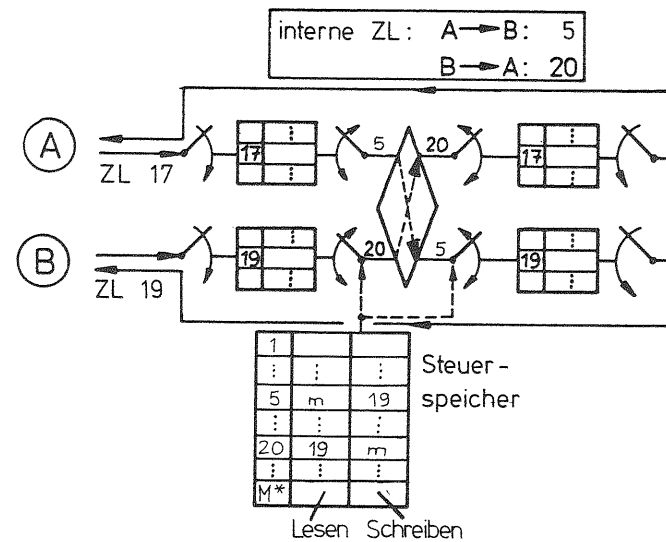 interne ZL: A→B: 5
B→A: 20
A
ZL 17
17
5
20
17
B
ZL 19
19
20
5
19
1
⋮ ⋮ ⋮
5 m 19
⋮ ⋮ ⋮
20 19 m
⋮ ⋮ ⋮
M*
Steuer-
speicher
Lesen Schreiben